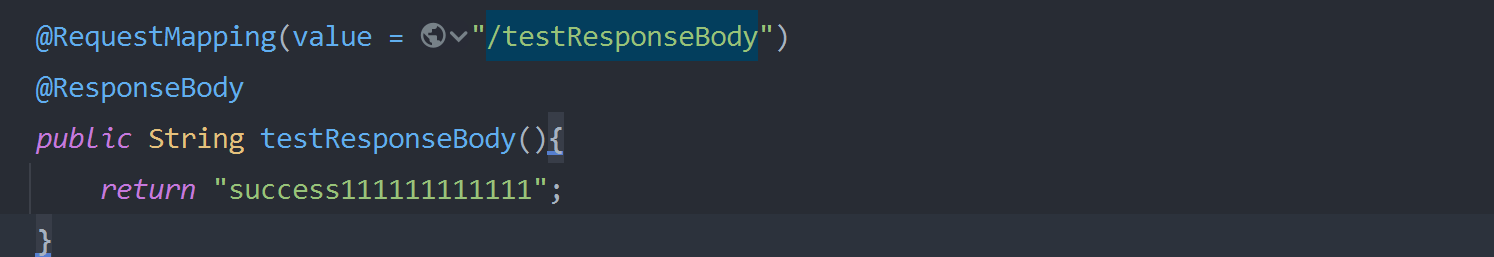 @RequestMapping(value = "/testResponseBody")
@ResponseBody
public String testResponseBody(){
    return "success111111111111";
}